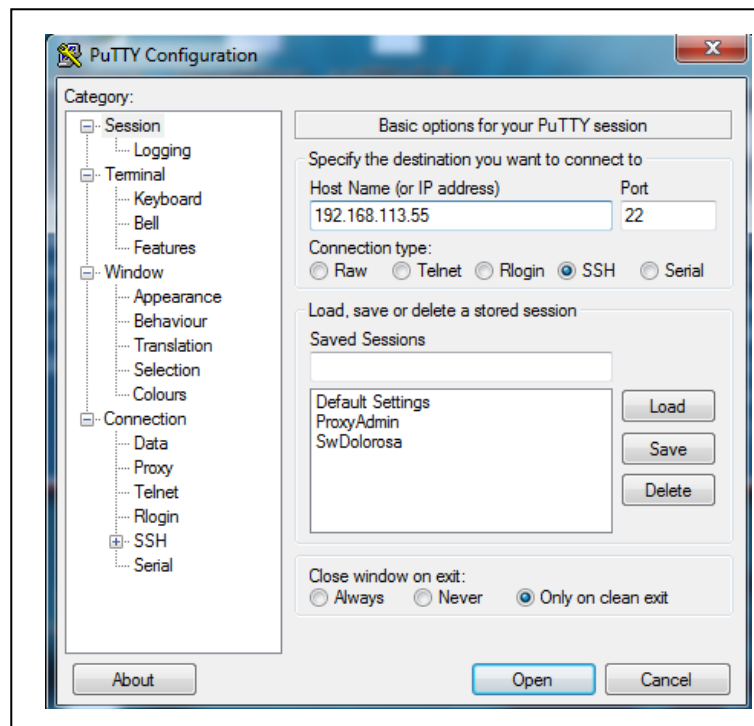 PuTTY Configuration
Category:
Session
Logging
Terminal
Keyboard
Bell
Features
Window
Appearance
Behaviour
Translation
Selection
Colours
Connection
Data
Proxy
Telnet
Rlogin
SSH
Serial
Basic options for your PuTTY session
Specify the destination you want to connect to
Host Name (or IP address) Port
192.168.113.55 22
Connection type:
Raw Telnet Rlogin SSH Serial
Load, save or delete a stored session
Saved Sessions
Default Settings
ProxyAdmin
SwDolorosa
Load
Save
Delete
Close window on exit:
Always Never Only on clean exit
About Open Cancel